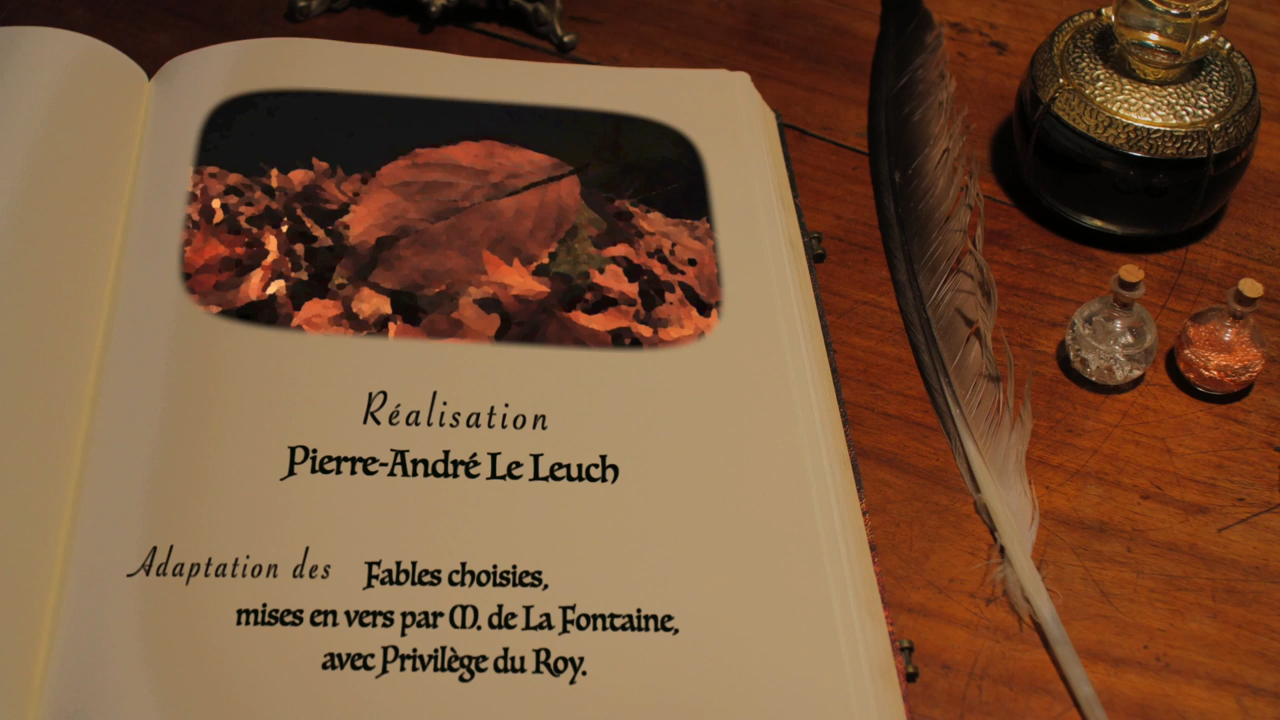 Réalisation
Pierre-André Le Leuch
Adaptation des Fables choisies,
mises en vers par M. de La Fontaine,
avec Privilège du Roy.